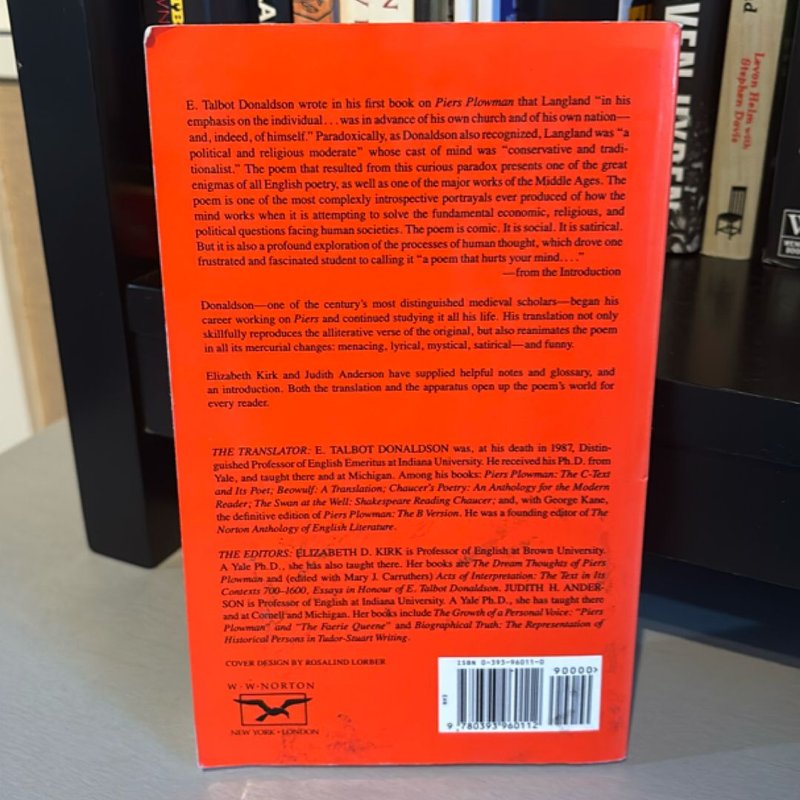 E. Talbot Donaldson wrote in his first book on Piers Plowman that Langland “in his
emphasis on the individual . . . was in advance of his own church and of his own nation—
and, indeed, of himself.” Paradoxically, as Donaldson also recognized, Langland was “a
political and religious moderate” whose cast of mind was “conservative and tradi-
tionalist.” The poem that resulted from this curious paradox presents one of the great
enigmas of all English poetry, as well as one of the major works of the Middle Ages. The
poem is one of the most complexly introspective portrayals ever produced of how the
mind works when it is attempting to solve the fundamental economic, religious, and
political questions facing human societies. The poem is comic. It is social. It is satirical.
But it is also a profound exploration of the processes of human thought, which drove one
frustrated and fascinated student to calling it “a poem that hurts your mind. . . .”
—from the Introduction
Donaldson—one of the century’s most distinguished medieval scholars—began his
career working on Piers and continued studying it all his life. His translation not only
skillfully reproduces the alliterative verse of the original, but also reanimates the poem
in all its mercurial changes: menacing, lyrical, mystical, satirical—and funny.
Elizabeth Kirk and Judith Anderson have supplied helpful notes and glossary, and
an introduction. Both the translation and the apparatus open up the poem’s world for
every reader.
THE TRANSLATOR: E. TALBOT DONALDSON was, at his death in 1987, Distin-
guished Professor of English Emeritus at Indiana University. He received his Ph.D. from
Yale, and taught there and at Michigan. Among his books: Piers Plowman: The C-Text
and Its Poet; Beowulf: A Translation; Chaucer’s Poetry: An Anthology for the Modern
Reader; The Swan at the Well: Shakespeare Reading Chaucer; and, with George Kane,
the definitive edition of Piers Plowman: The B Version. He was a founding editor of The
Norton Anthology of English Literature.
THE EDITORS: ELIZABETH D. KIRK is Professor of English at Brown University.
A Yale Ph.D., she has also taught there. Her books are The Dream Thoughts of Piers
Plowman and (edited with Mary J. Carruthers) Acts of Interpretation: The Text in Its
Contexts 700–1600, Essays in Honour of E. Talbot Donaldson. JUDITH H. ANDER-
SON is Professor of English at Indiana University. A Yale Ph.D., she has taught there
and at Cornell and Michigan. Her books include The Growth of a Personal Voice: “Piers
Plowman” and “The Faerie Queene” and Biographical Truth: The Representation of
Historical Persons in Tudor-Stuart Writing.
COVER DESIGN BY ROSALIND LORBER
W · W · NORTON
NEW YORK · LONDON
ISBN 0-393-96011-0
90000>
EAN
9 780393 960112
Levon Helm with
Stephen Davis